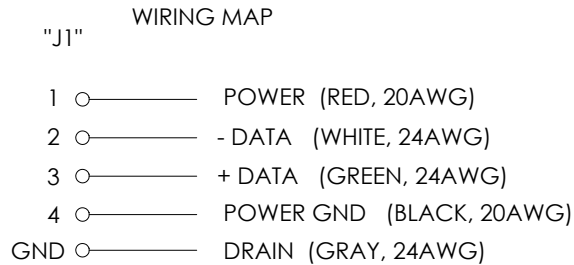 WIRING MAP
"J1"
1 POWER (RED, 20AWG)
2 - DATA (WHITE, 24AWG)
3 + DATA (GREEN, 24AWG)
4 POWER GND (BLACK, 20AWG)
GND DRAIN (GRAY, 24AWG)